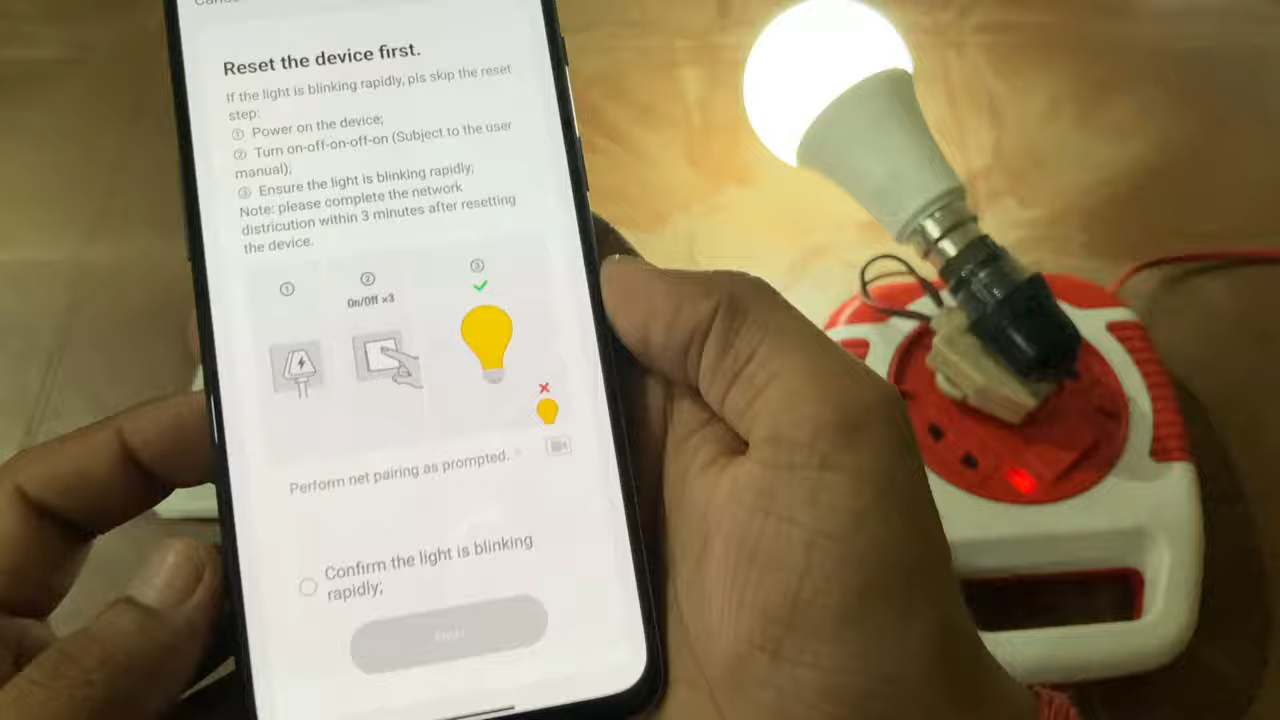 Reset the device first.
If the light is blinking rapidly, pls skip the reset
step:
① Power on the device;
② Turn on-off-on-off-on (Subject to the user
manual);
③ Ensure the light is blinking rapidly;
Note: please complete the network
districution within 3 minutes after resetting
the device.
① ② ③
On/Off ×3
Perform net pairing as prompted.
Confirm the light is blinking
rapidly;
Next